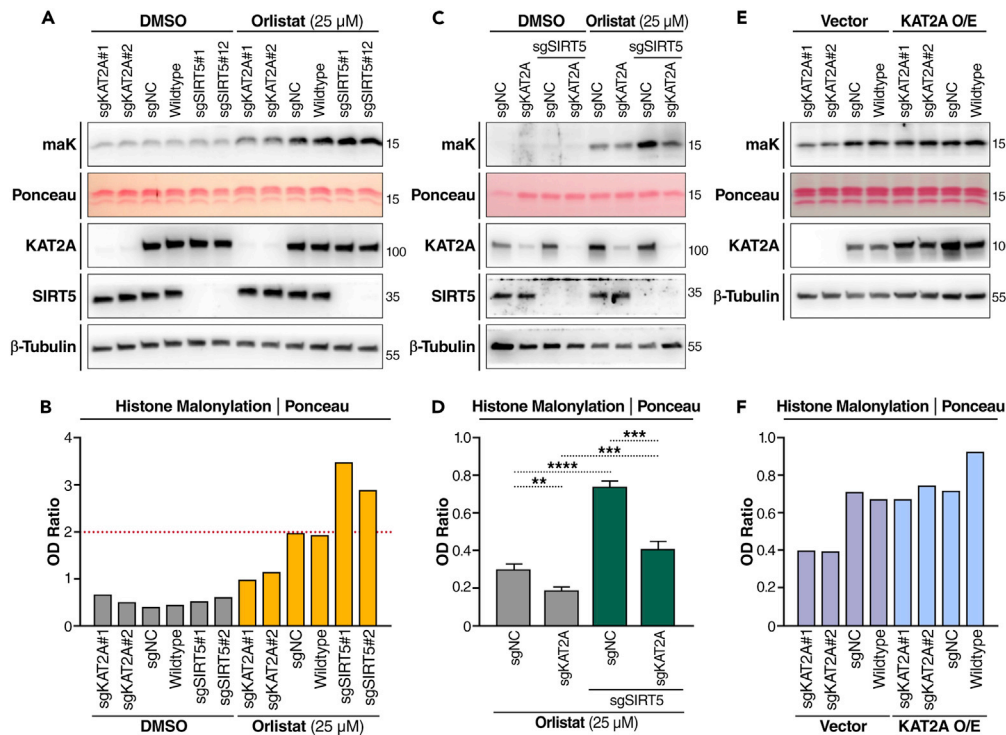 A
DMSO
Orlistat (25 µM)
sgKAT2A#1
sgKAT2A#2
sgNC
Wildtype
sgSIRT5#1
sgSIRT5#12
sgKAT2A#1
sgKAT2A#2
sgNC
Wildtype
sgSIRT5#1
sgSIRT5#12
maK
15
Ponceau
15
KAT2A
100
SIRT5
35
β-Tubulin
55
C
DMSO
Orlistat (25 µM)
sgSIRT5
sgSIRT5
sgNC
sgKAT2A
sgNC
sgKAT2A
sgNC
sgKAT2A
sgNC
sgKAT2A
maK
15
Ponceau
15
KAT2A
100
SIRT5
35
β-Tubulin
55
E
Vector
KAT2A O/E
sgKAT2A#1
sgKAT2A#2
sgNC
Wildtype
sgKAT2A#1
sgKAT2A#2
sgNC
Wildtype
maK
15
Ponceau
15
KAT2A
10
β-Tubulin
55
B
Histone Malonylation | Ponceau
OD Ratio
4
3
2
1
0
sgKAT2A#1
sgKAT2A#2
sgNC
Wildtype
sgSIRT5#1
sgSIRT5#12
sgKAT2A#1
sgKAT2A#2
sgNC
Wildtype
sgSIRT5#1
sgSIRT5#2
DMSO
Orlistat (25 µM)
D
Histone Malonylation | Ponceau
OD Ratio
1.0
0.8
0.6
0.4
0.2
0
***
***
****
**
sgNC
sgKAT2A
sgNC
sgKAT2A
sgSIRT5
Orlistat (25 µM)
F
Histone Malonylation | Ponceau
OD Ratio
1.0
0.8
0.6
0.4
0.2
0
sgKAT2A#1
sgKAT2A#2
sgNC
Wildtype
sgKAT2A#1
sgKAT2A#2
sgNC
Wildtype
Vector
KAT2A O/E